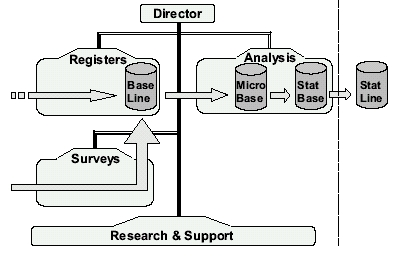 Director
Registers
Analysis
Base
Line
Micro
Base
Stat
Base
Stat
Line
Surveys
Research & Support